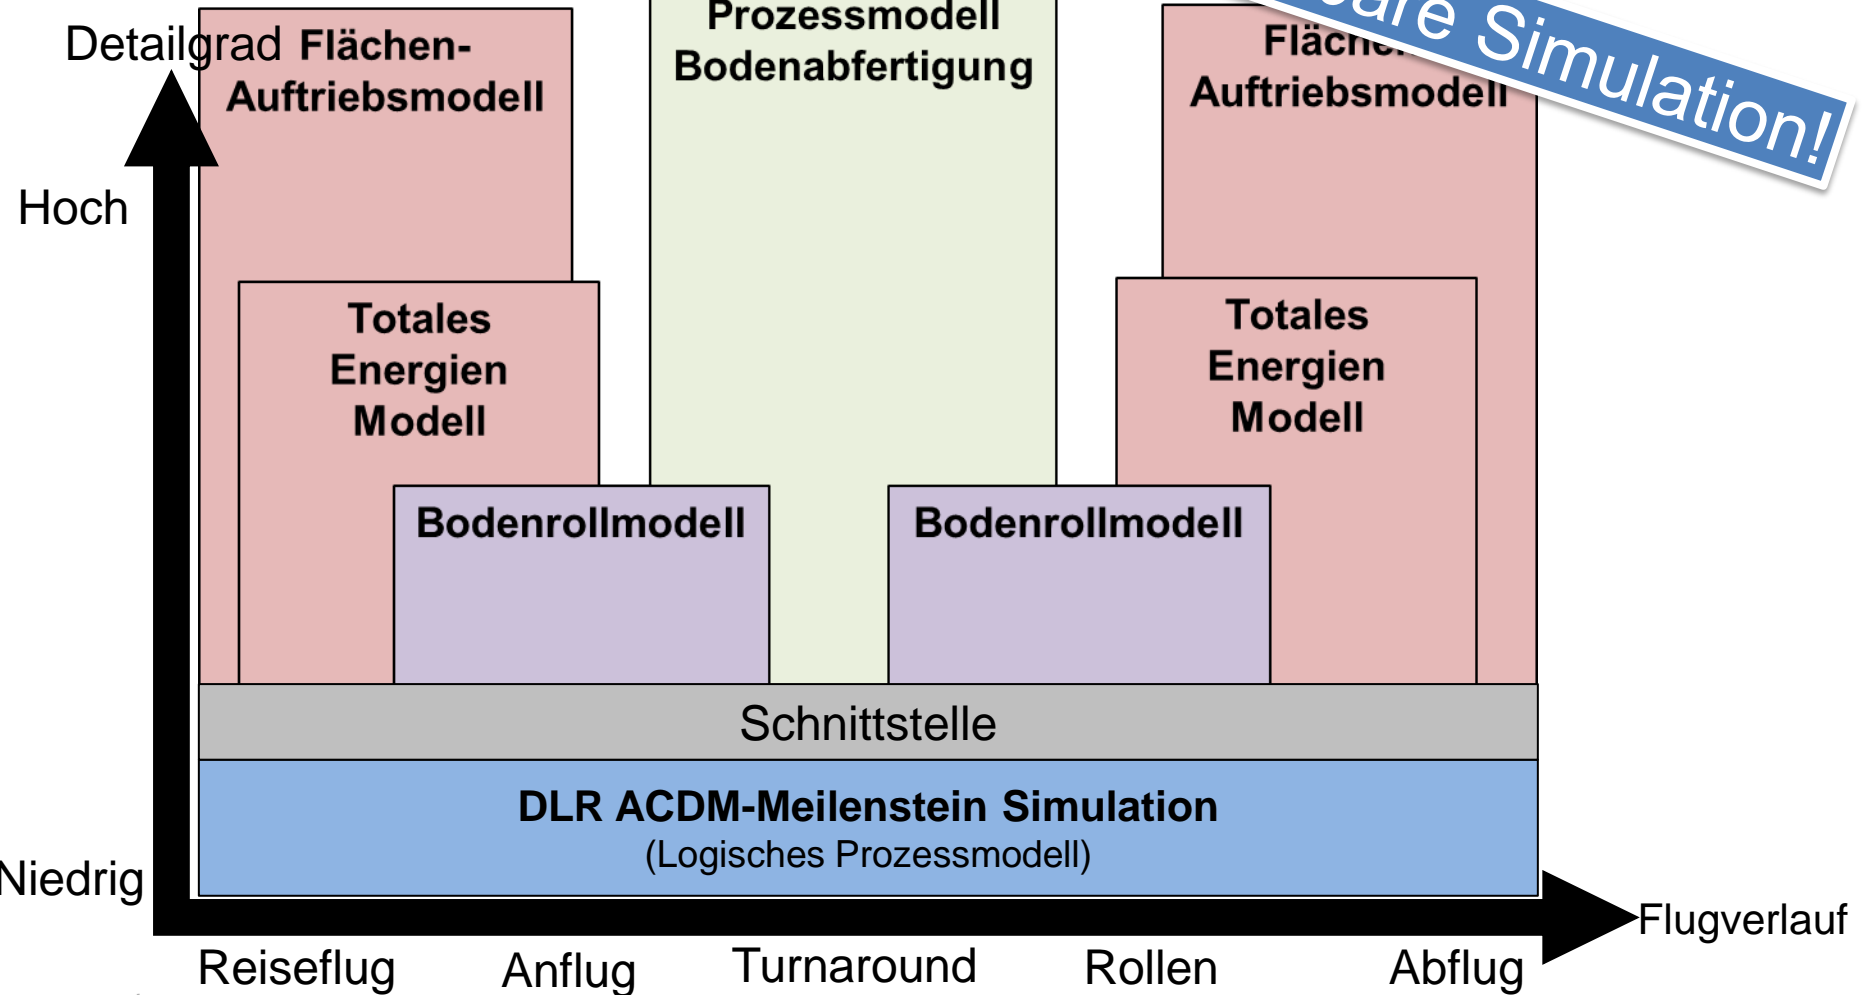 Detailgrad
Flächen-
Auftriebsmodell
Prozessmodell
Bodenabfertigung
Auftriebsmodell
Simulation!
Hoch
Totales
Energien
Modell
Totales
Energien
Modell
Bodenrollmodell
Bodenrollmodell
Schnittstelle
DLR ACDM-Meilenstein Simulation
(Logisches Prozessmodell)
Niedrig
Flugverlauf
Reiseflug
Anflug
Turnaround
Rollen
Abflug